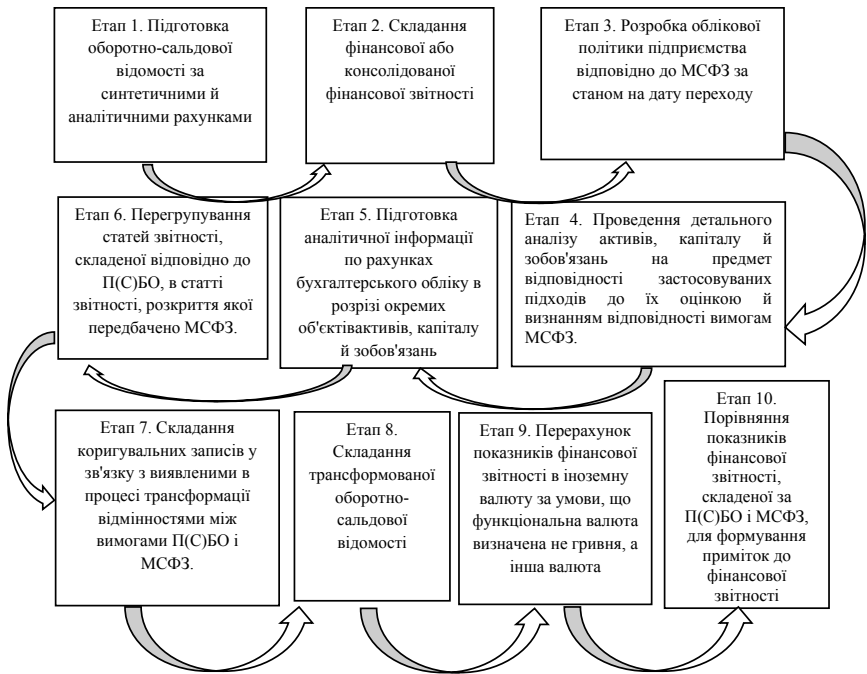 Етап 1. Підготовка
оборотно-сальдової
відомості за
синтетичними й
аналітичними рахунками
Етап 2. Складання
фінансової або
консолідованої
фінансової звітності
Етап 3. Розробка облікової
політики підприємства
відповідно до МСФЗ за
станом на дату переходу
Етап 4. Проведення детального
аналізу активів, капіталу й
зобов'язань на предмет
відповідності застосовуваних
підходів до їх оцінкою й
визнанням відповідності вимогам
МСФЗ.
Етап 5. Підготовка
аналітичної інформації
по рахунках
бухгалтерського обліку в
розрізі окремих
об'єктівактивів, капіталу
й зобов'язань
Етап 6. Перегрупування
статей звітності,
складеної відповідно до
П(С)БО, в статті
звітності, розкриття якої
передбачено МСФЗ.
Етап 7. Складання
коригувальних записів у
зв'язку з виявленими в
процесі трансформації
відмінностями між
вимогами П(С)БО і
МСФЗ.
Етап 8.
Складання
трансформованої
оборотно-
сальдової
відомості
Етап 9. Перерахунок
показників фінансової
звітності в іноземну
валюту за умови, що
функціональна валюта
визначена не гривня, а
інша валюта
Етап 10.
Порівняння
показників
фінансової
звітності,
складеної за
П(С)БО і МСФЗ,
для формування
приміток до
фінансової
звітності